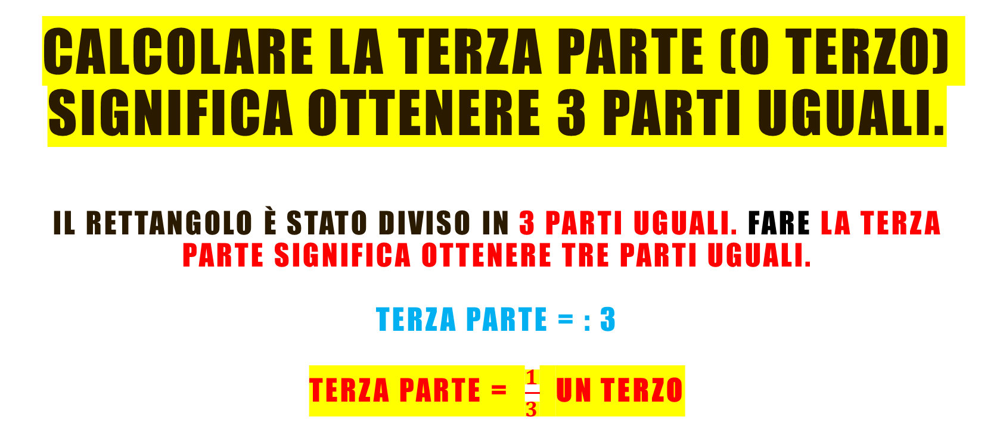 CALCOLARE LA TERZA PARTE (O TERZO)
SIGNIFICA OTTENERE 3 PARTI UGUALI.
IL RETTANGOLO È STATO DIVISO IN 3 PARTI UGUALI. FARE LA TERZA
PARTE SIGNIFICA OTTENERE TRE PARTI UGUALI.
TERZA PARTE = : 3
TERZA PARTE = 1/3 UN TERZO